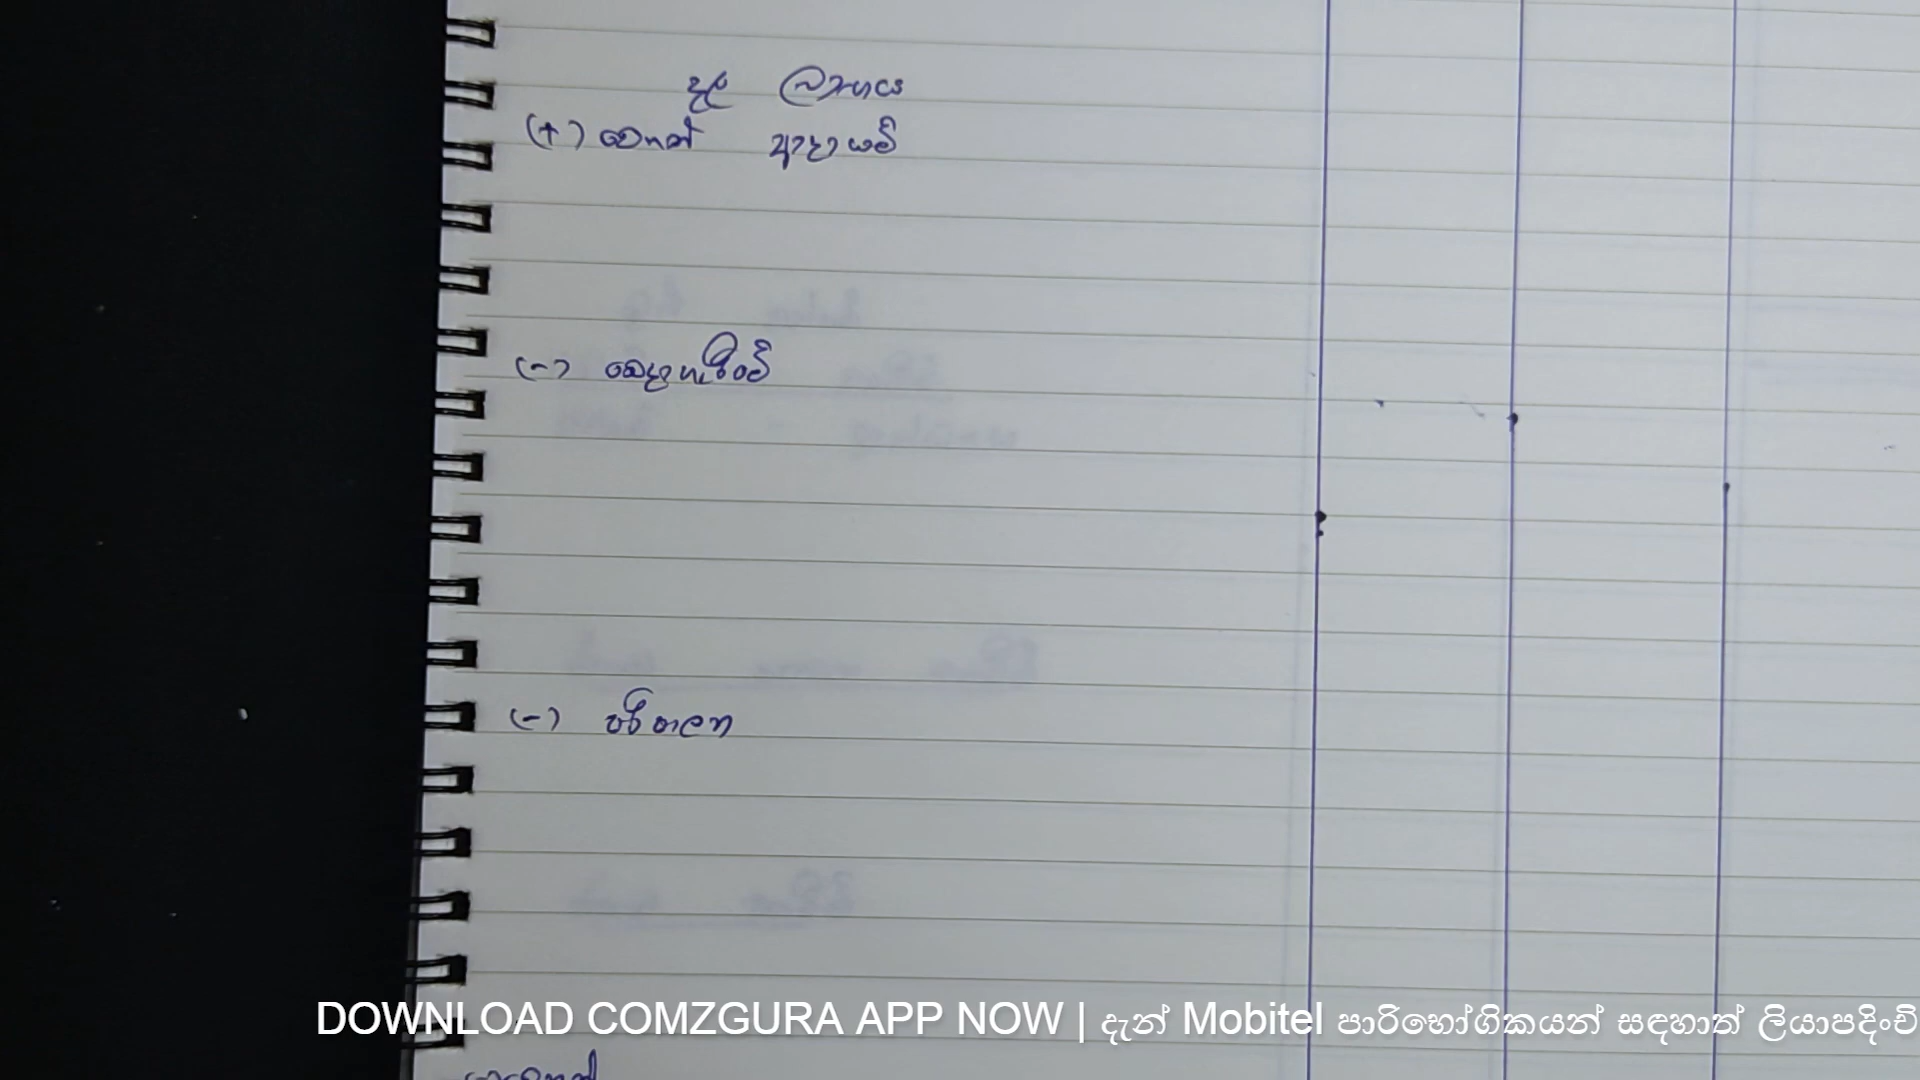 දළ ලාභය
(+) වෙනත් ආදායම්
(-) බෙදාහැරීම්
(-) පරිපාලන
DOWNLOAD COMZGURA APP NOW | දැන් Mobitel පාරිභෝගිකයන් සඳහාත් ලියාපදිංචි